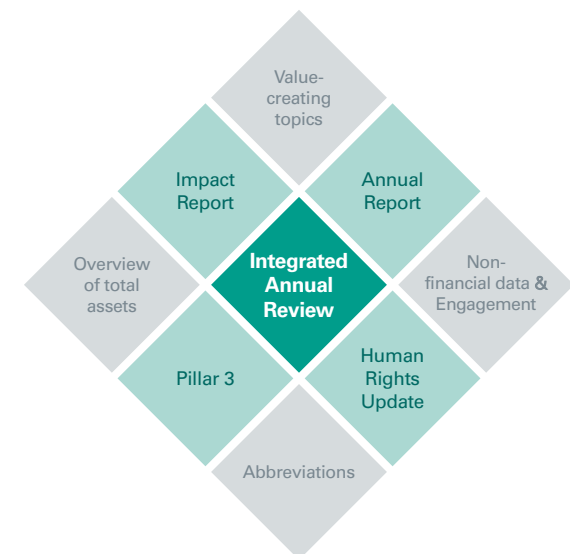 Value-
creating
topics
Impact
Report
Annual
Report
Overview
of total
assets
Integrated
Annual
Review
Non-
financial data &
Engagement
Pillar 3
Human
Rights
Update
Abbreviations